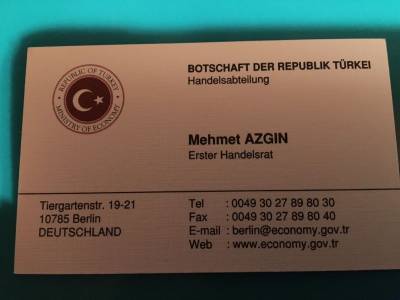 REPUBLIC OF TURKEY
MINISTRY OF ECONOMY
BOTSCHAFT DER REPUBLIK TÜRKEI
Handelsabteilung
Mehmet AZGIN
Erster Handelsrat
Tiergartenstr. 19-21
10785 Berlin
DEUTSCHLAND
Tel : 0049 30 27 89 80 30
Fax : 0049 30 27 89 80 40
E-mail : berlin@economy.gov.tr
Web : www.economy.gov.tr